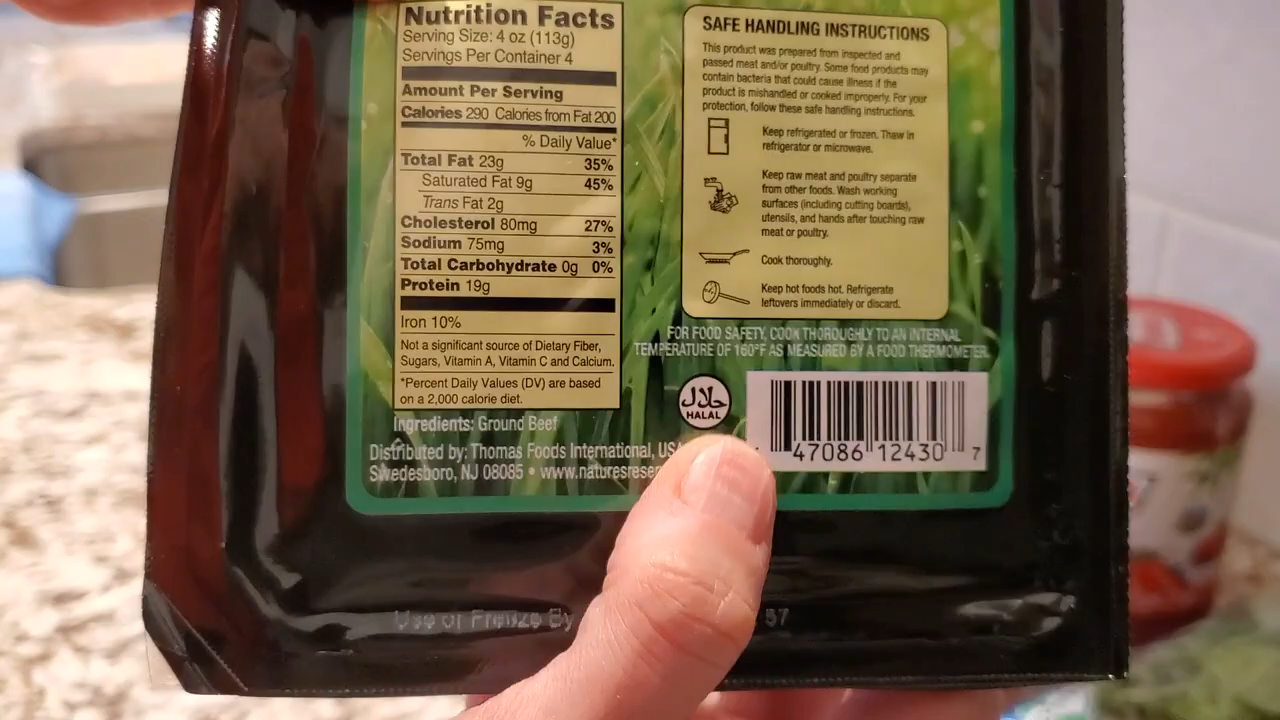 Nutrition Facts
Serving Size: 4 oz (113g)
Servings Per Container 4
Amount Per Serving
Calories 290 Calories from Fat 200
% Daily Value*
Total Fat 23g 35%
Saturated Fat 9g 45%
Trans Fat 2g
Cholesterol 80mg 27%
Sodium 75mg 3%
Total Carbohydrate 0g 0%
Protein 19g
Iron 10%
Not a significant source of Dietary Fiber,
Sugars, Vitamin A, Vitamin C and Calcium.
*Percent Daily Values (DV) are based
on a 2,000 calorie diet.
Ingredients: Ground Beef
Distributed by: Thomas Foods International, USA
Swedesboro, NJ 08085 • www.naturesreser
SAFE HANDLING INSTRUCTIONS
This product was prepared from inspected and
passed meat and/or poultry. Some food products may
contain bacteria that could cause illness if the
product is mishandled or cooked improperly. For your
protection, follow these safe handling instructions.
Keep refrigerated or frozen. Thaw in
refrigerator or microwave.
Keep raw meat and poultry separate
from other foods. Wash working
surfaces (including cutting boards),
utensils, and hands after touching raw
meat or poultry.
Cook thoroughly.
Keep hot foods hot. Refrigerate
leftovers immediately or discard.
FOR FOOD SAFETY, COOK THOROUGHLY TO AN INTERNAL
TEMPERATURE OF 160°F AS MEASURED BY A FOOD THERMOMETER.
حلال
HALAL
47086 12430 7
Use or Freeze By
57